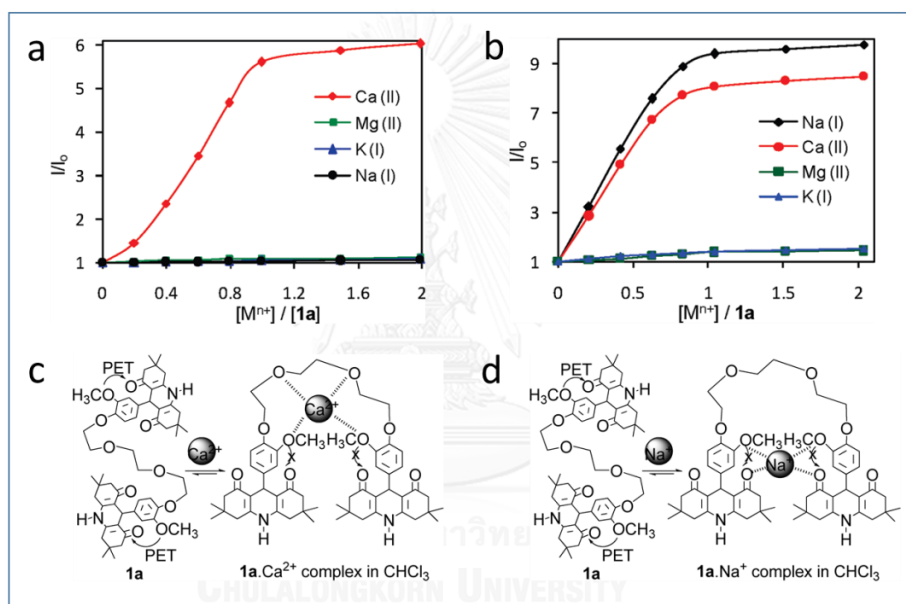 a
I/I₀
6
5
4
3
2
1
0
0.4
0.8
1.2
1.6
2
[Mⁿ⁺] / [1a]
Ca (II)
Mg (II)
K (I)
Na (I)
b
I/I₀
9
7
5
3
1
0
0.5
1
1.5
2
[Mⁿ⁺] / 1a
Na (I)
Ca (II)
Mg (II)
K (I)
c
PET
O
N-H
H₃CO
O
O
O
O
O
O
H-N
O
OCH₃
O
PET
1a
Ca²⁺
O
O
Ca²⁺
O
OCH₃
H₃CO
O
O
O
O
O
N
H
N
H
1a.Ca²⁺ complex in CHCl₃
d
PET
O
N-H
H₃CO
O
O
O
O
O
O
H-N
O
OCH₃
O
PET
1a
Na⁺
O
O
O
OCH₃
H₃CO
O
Na⁺
O
O
O
O
N
H
N
H
1a.Na⁺ complex in CHCl₃
CHULALONGKORN UNIVERSITY